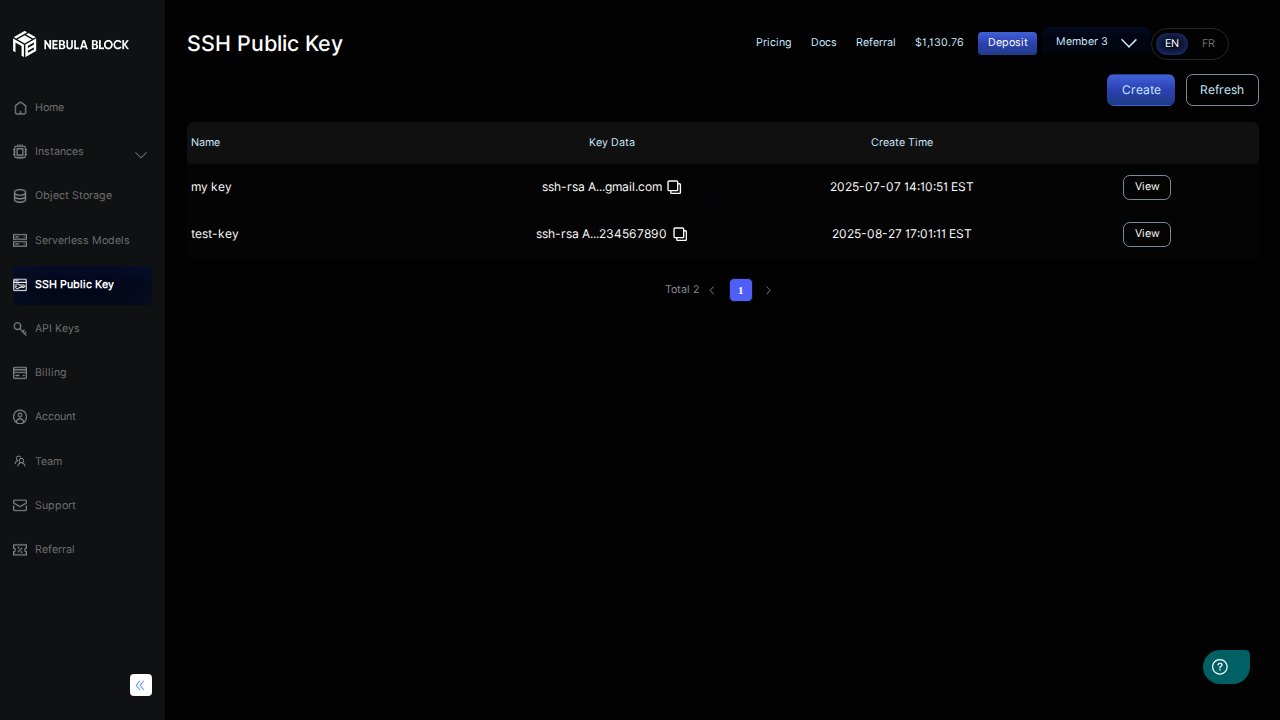 NEBULA BLOCK
SSH Public Key
Pricing
Docs
Referral
$1,130.76
Deposit
Member 3
EN
FR
Create
Refresh
Home
Instances
Object Storage
Serverless Models
SSH Public Key
API Keys
Billing
Account
Team
Support
Referral
Name
Key Data
Create Time
my key
ssh-rsa A...gmail.com
2025-07-07 14:10:51 EST
View
test-key
ssh-rsa A...234567890
2025-08-27 17:01:11 EST
View
Total 2
1